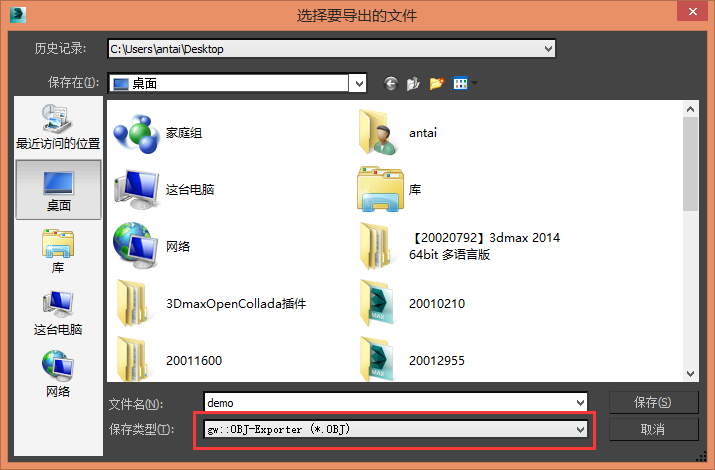 选择要导出的文件
历史记录:
C:\Users\antai\Desktop
保存在(I):
桌面
最近访问的位置
桌面
库
这台电脑
网络
家庭组
antai
这台电脑
库
网络
【20020792】3dmax 2014
64bit 多语言版
3DmaxOpenCollada插件
MAX
20010210
20011600
MAX
20012955
文件名(N):
demo
保存(S)
保存类型(T):
gw::OBJ-Exporter (*.OBJ)
取消